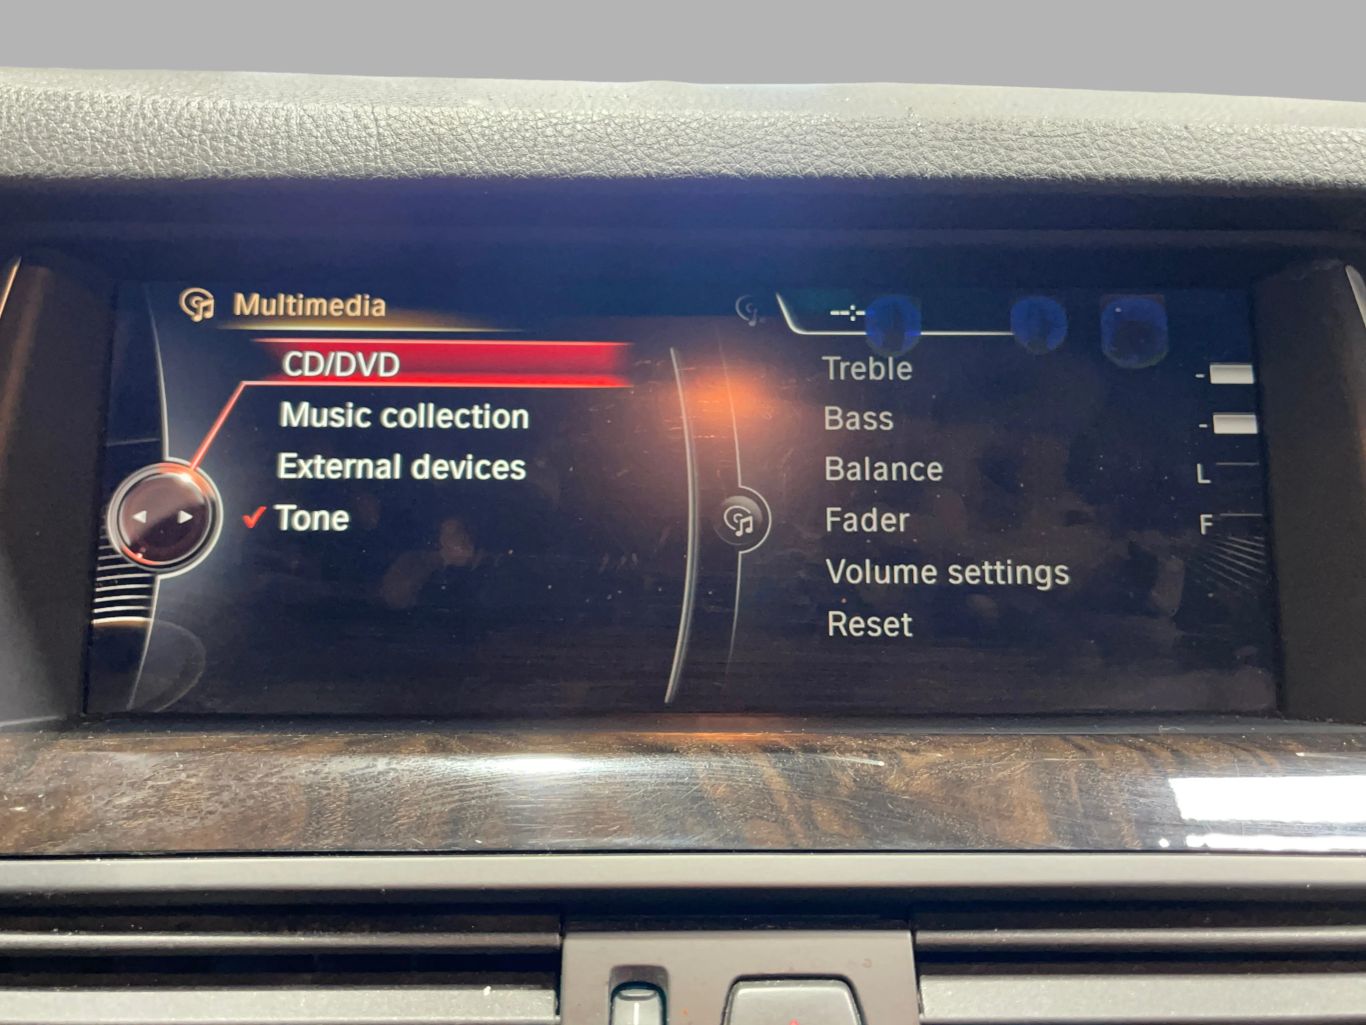 Multimedia
CD/DVD
Music collection
External devices
Tone
Treble -
Bass -
Balance L
Fader F
Volume settings
Reset